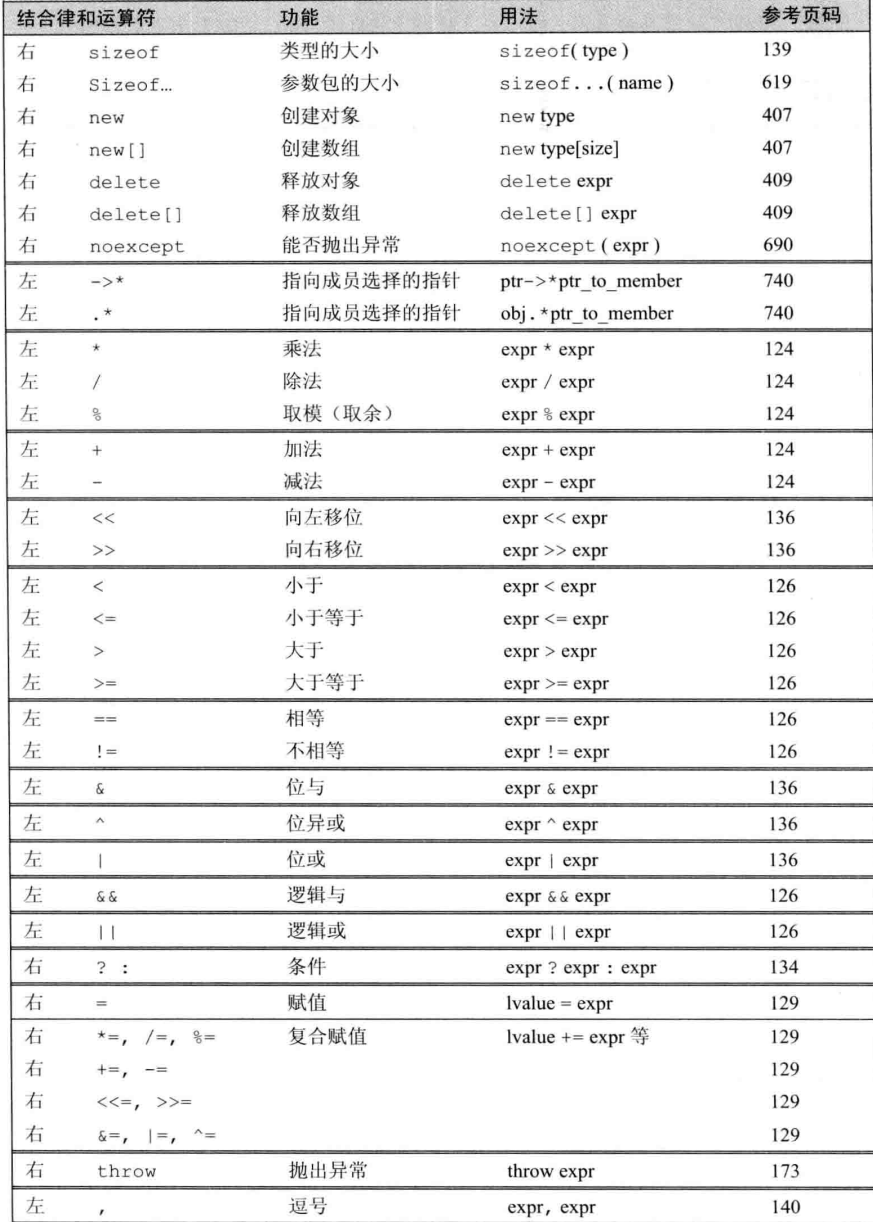 结合律和运算符 功能 用法 参考页码
右 sizeof 类型的大小 sizeof( type ) 139
右 Sizeof… 参数包的大小 sizeof...( name ) 619
右 new 创建对象 new type 407
右 new[] 创建数组 new type[size] 407
右 delete 释放对象 delete expr 409
右 delete[] 释放数组 delete[] expr 409
右 noexcept 能否抛出异常 noexcept ( expr ) 690
左 ->* 指向成员选择的指针 ptr->*ptr_to_member 740
左 .* 指向成员选择的指针 obj.*ptr_to_member 740
左 * 乘法 expr * expr 124
左 / 除法 expr / expr 124
左 % 取模（取余） expr % expr 124
左 + 加法 expr + expr 124
左 - 减法 expr - expr 124
左 << 向左移位 expr << expr 136
左 >> 向右移位 expr >> expr 136
左 < 小于 expr < expr 126
左 <= 小于等于 expr <= expr 126
左 > 大于 expr > expr 126
左 >= 大于等于 expr >= expr 126
左 == 相等 expr == expr 126
左 != 不相等 expr != expr 126
左 & 位与 expr & expr 136
左 ^ 位异或 expr ^ expr 136
左 | 位或 expr | expr 136
左 && 逻辑与 expr && expr 126
左 || 逻辑或 expr || expr 126
右 ? : 条件 expr ? expr : expr 134
右 = 赋值 lvalue = expr 129
右 *=, /=, %= 复合赋值 lvalue += expr 等 129
右 +=, -= 129
右 <<=, >>= 129
右 &=, |=, ^= 129
右 throw 抛出异常 throw expr 173
左 , 逗号 expr, expr 140